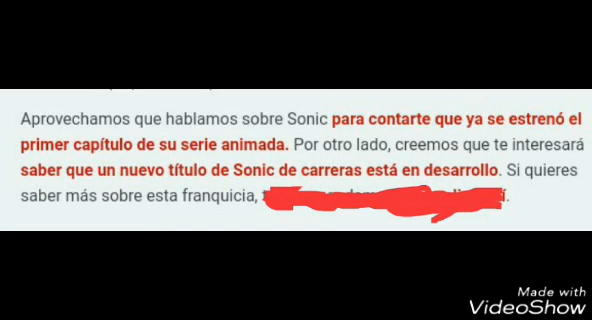 Aprovechamos que hablamos sobre Sonic para contarte que ya se estrenó el
primer capítulo de su serie animada. Por otro lado, creemos que te interesará
saber que un nuevo título de Sonic de carreras está en desarrollo. Si quieres
saber más sobre esta franquicia,
Made with
VideoShow